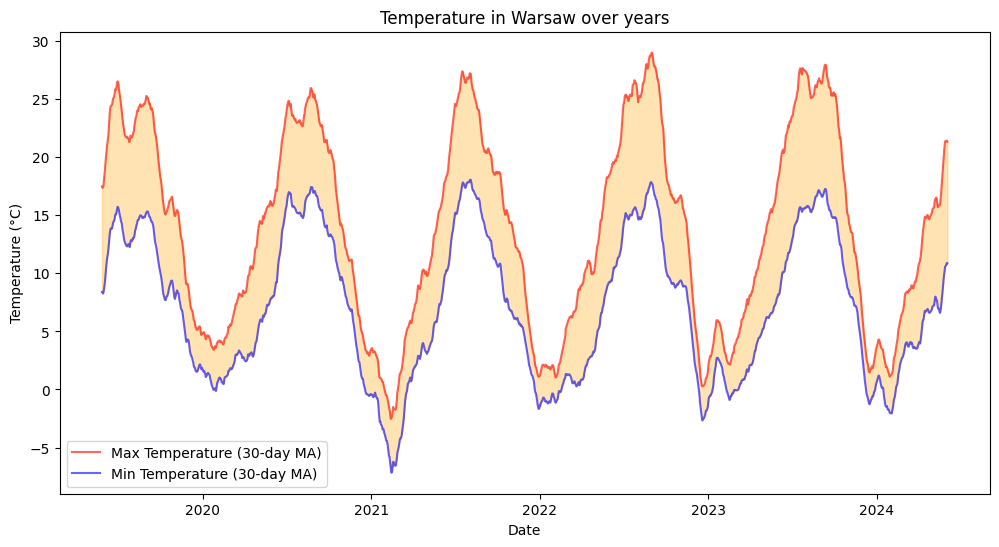 Temperature in Warsaw over years
Temperature (°C)
30
25
20
15
10
5
0
−5
Max Temperature (30-day MA)
Min Temperature (30-day MA)
2020
2021
2022
2023
2024
Date